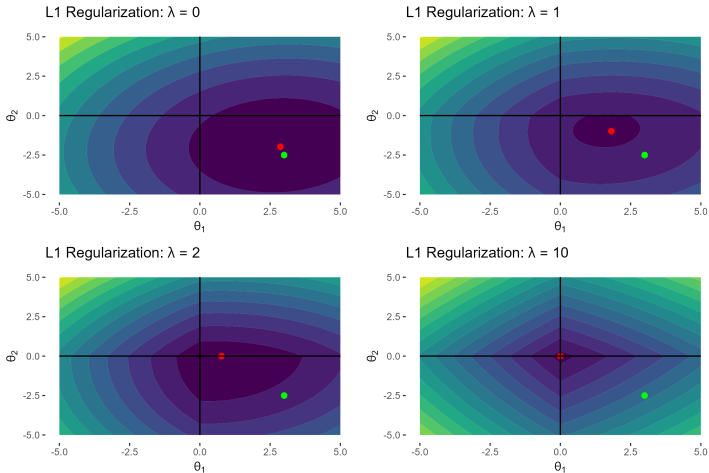 L1 Regularization: λ = 0
5.0
2.5
0.0
-2.5
-5.0
θ2
-5.0 -2.5 0.0 2.5 5.0
θ1
L1 Regularization: λ = 1
5.0
2.5
0.0
-2.5
-5.0
θ2
-5.0 -2.5 0.0 2.5 5.0
θ1
L1 Regularization: λ = 2
5.0
2.5
0.0
-2.5
-5.0
θ2
-5.0 -2.5 0.0 2.5 5.0
θ1
L1 Regularization: λ = 10
5.0
2.5
0.0
-2.5
-5.0
θ2
-5.0 -2.5 0.0 2.5 5.0
θ1